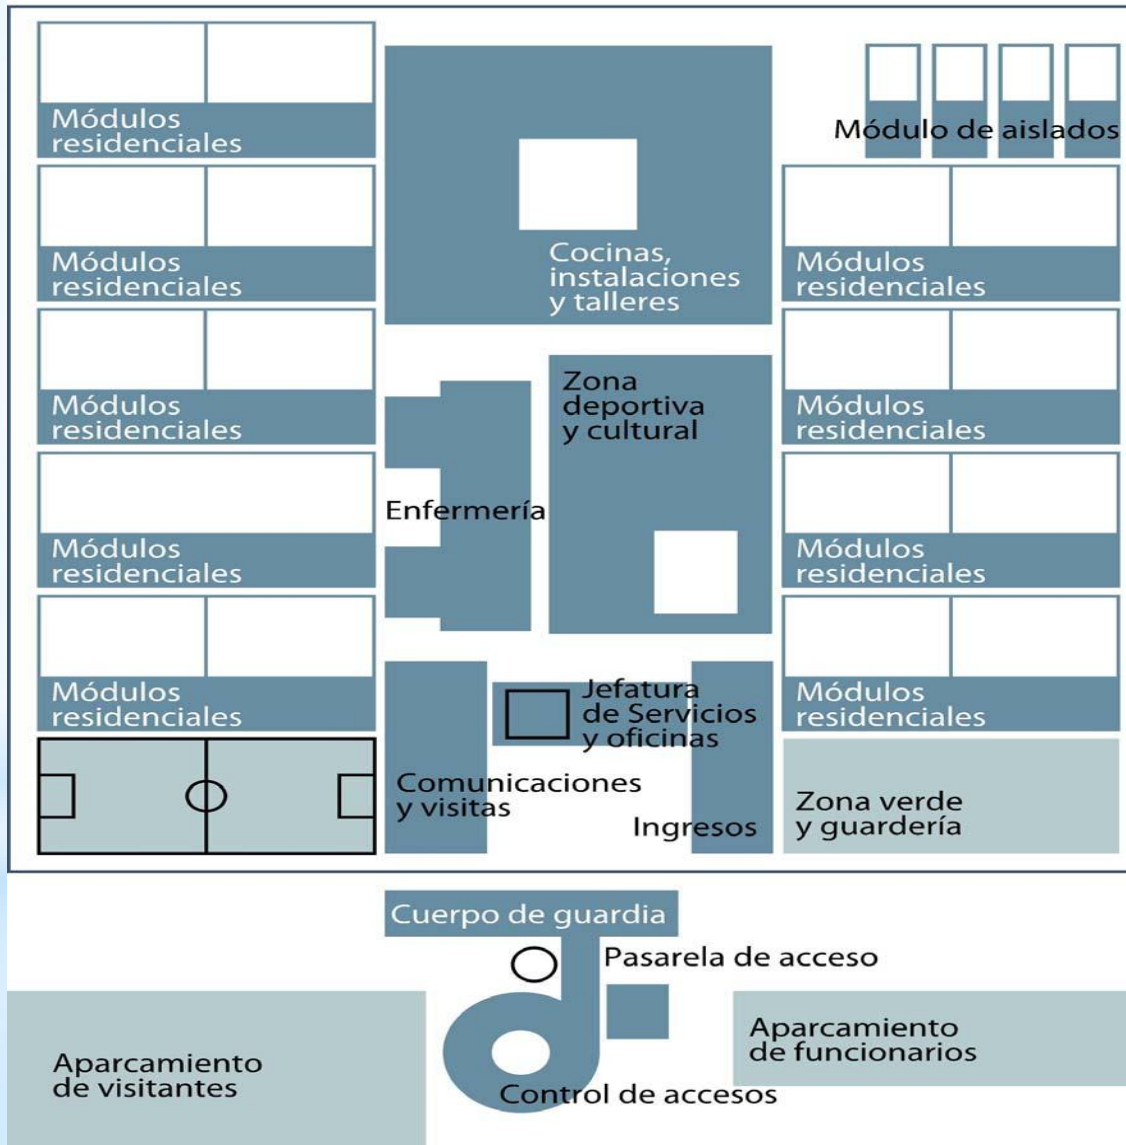 Módulos
residenciales
Módulo de aislados
Módulos
residenciales
Cocinas,
instalaciones
y talleres
Módulos
residenciales
Módulos
residenciales
Zona
deportiva
y cultural
Módulos
residenciales
Enfermería
Módulos
residenciales
Módulos
residenciales
Módulos
residenciales
Jefatura
de Servicios
y oficinas
Módulos
residenciales
Comunicaciones
y visitas
Ingresos
Zona verde
y guardería
Cuerpo de guardia
Pasarela de acceso
Aparcamiento
de visitantes
Control de accesos
Aparcamiento
de funcionarios